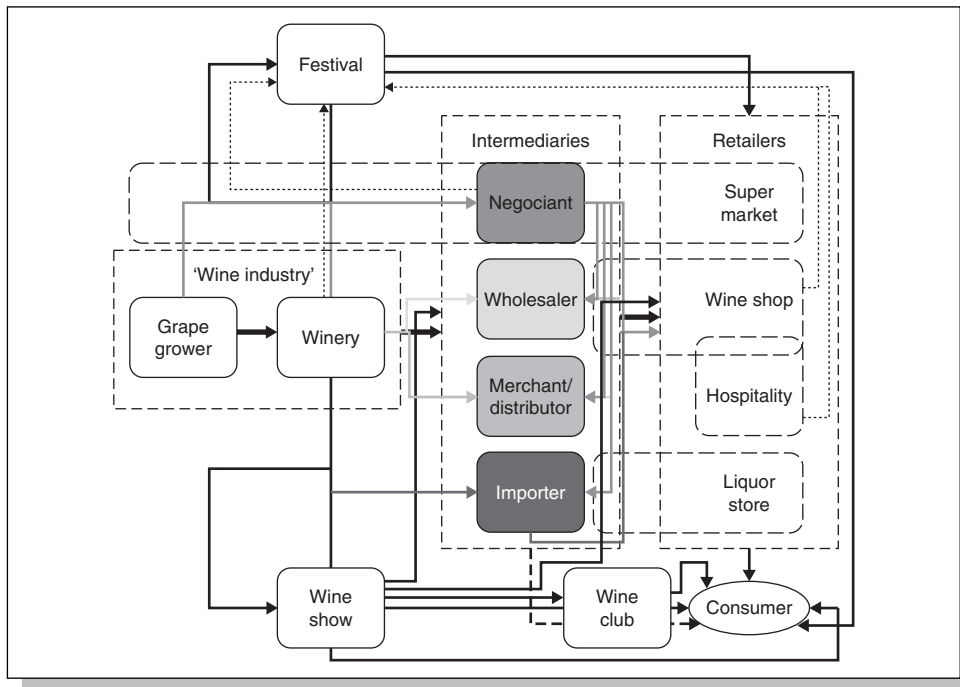 Festival
Intermediaries
Retailers
Negociant
Super
market
'Wine industry'
Grape
grower
Winery
Wholesaler
Wine shop
Merchant/
distributor
Hospitality
Importer
Liquor
store
Wine
show
Wine
club
Consumer